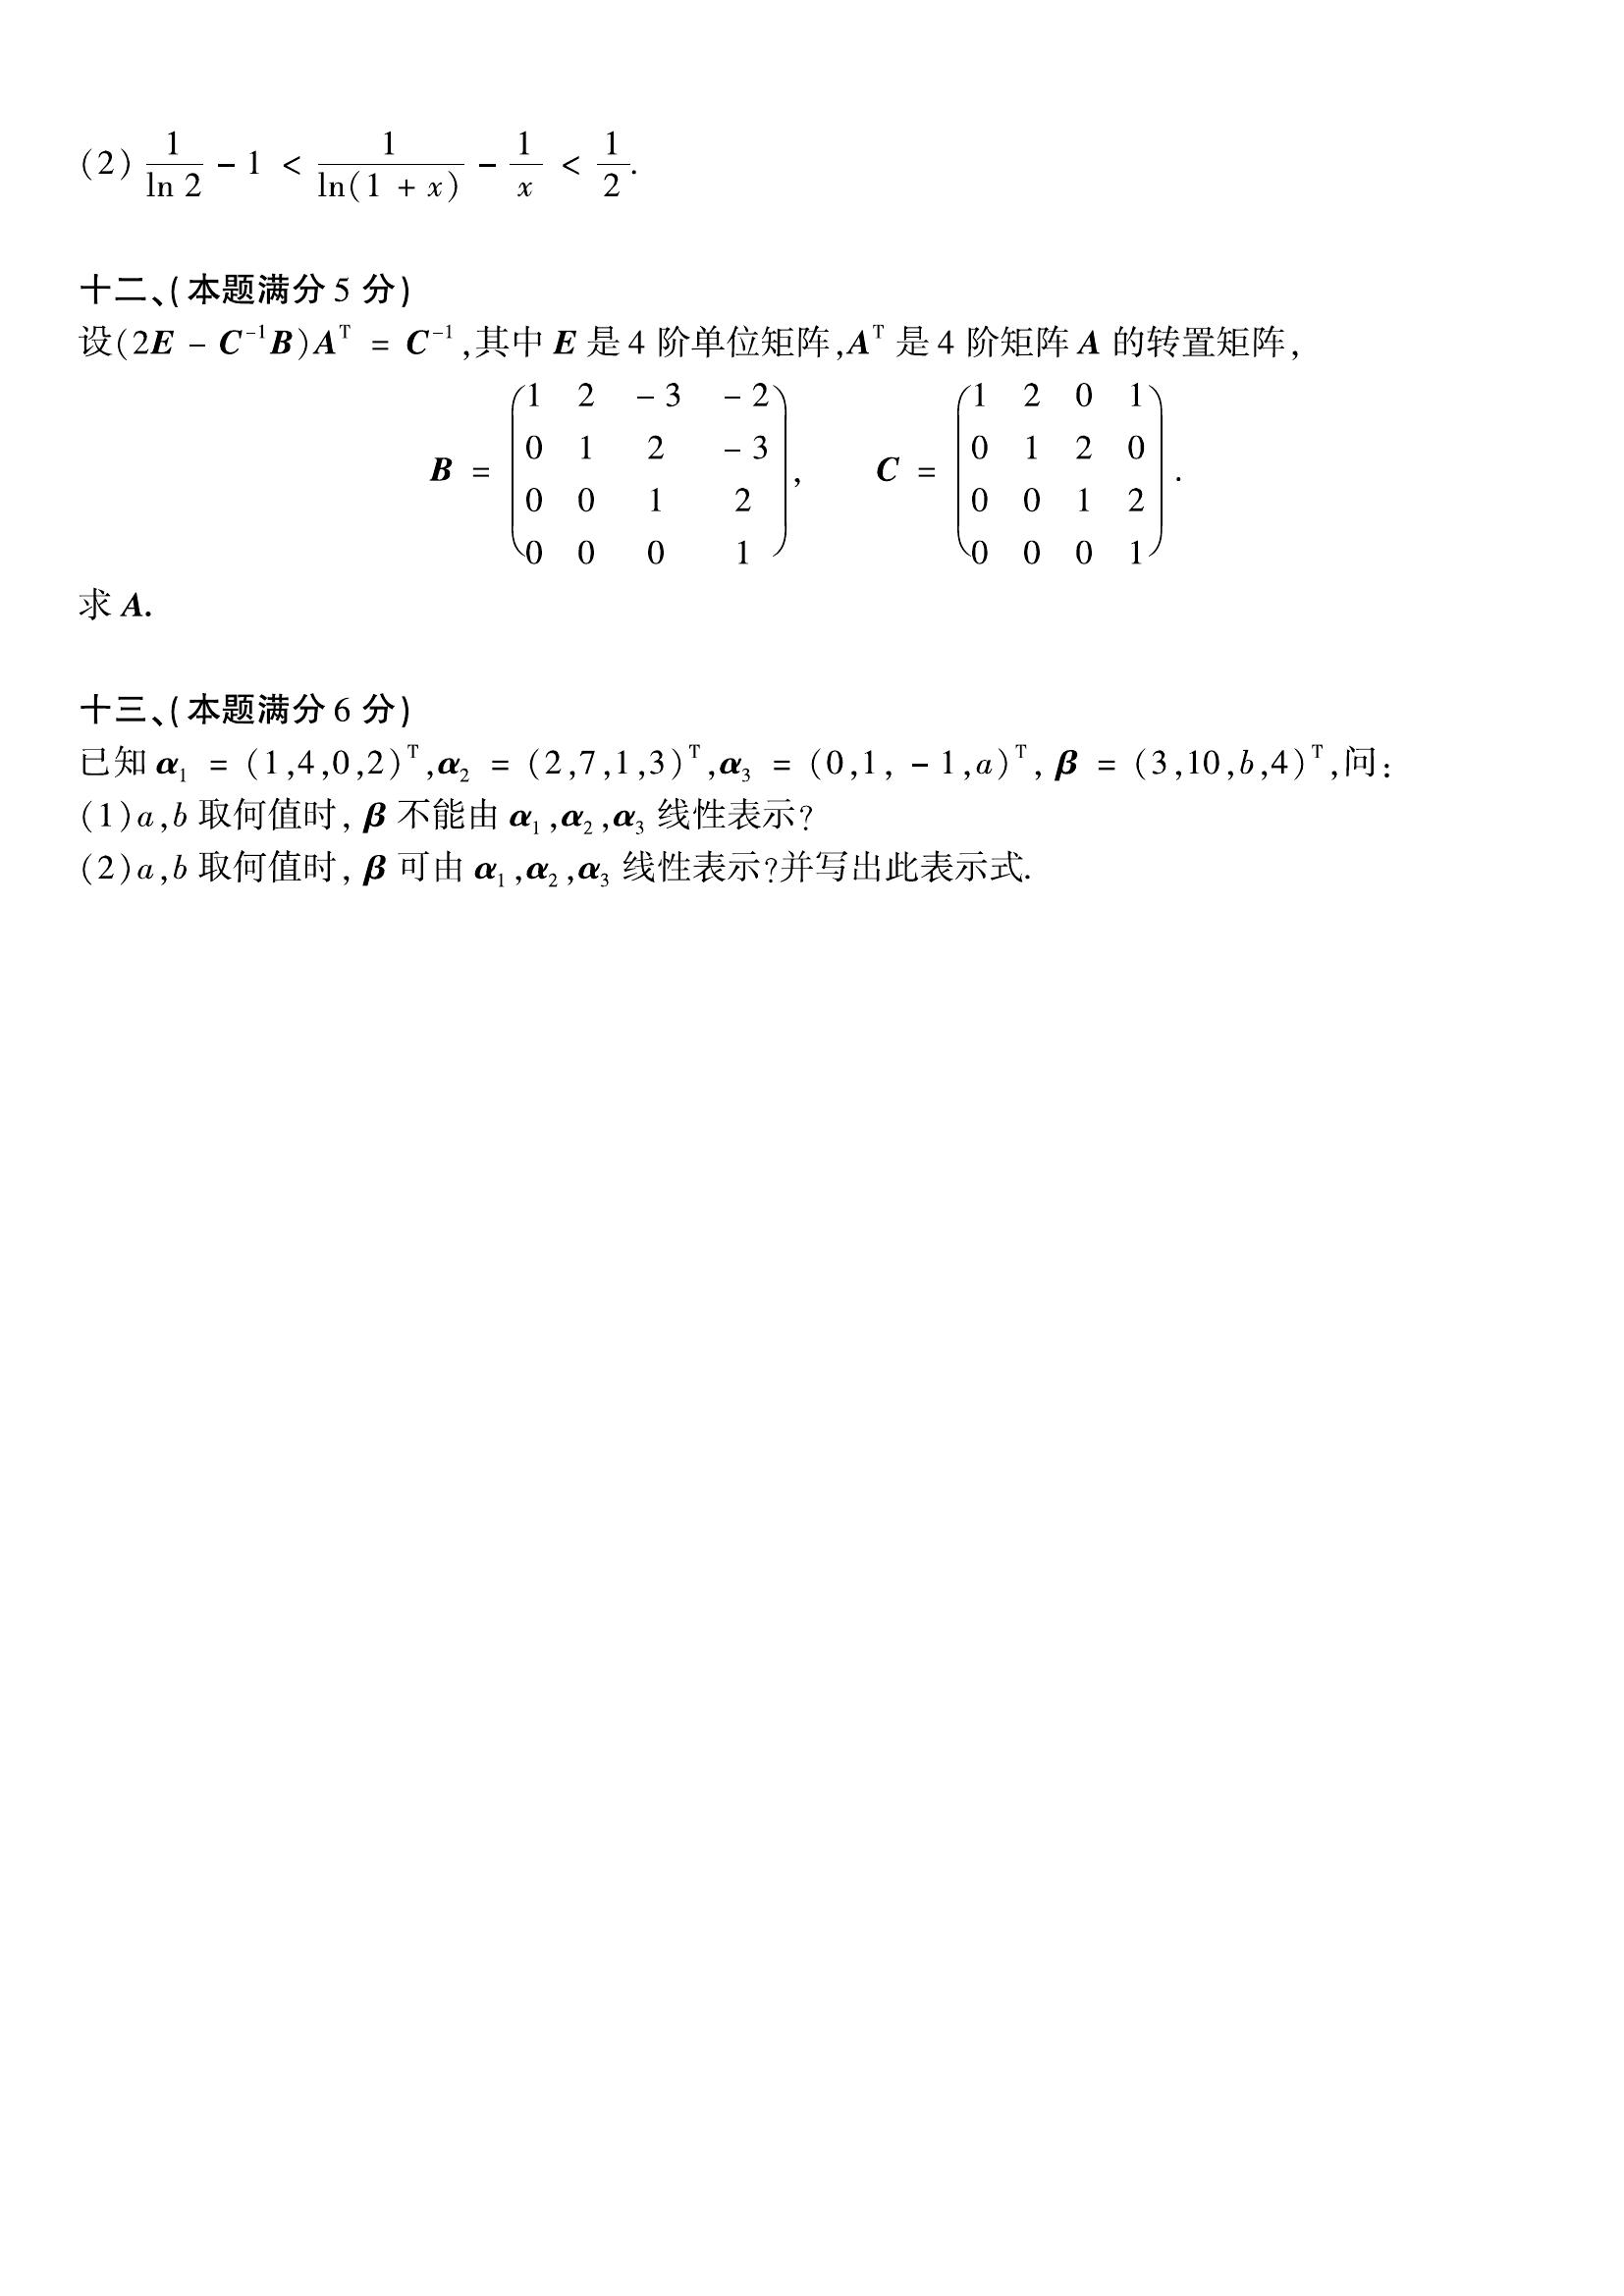 (2) $\frac{1}{\ln 2} - 1 < \frac{1}{\ln(1 + x)} - \frac{1}{x} < \frac{1}{2}$.
十二、(本题满分 5 分)
设$(2\boldsymbol{E} - \boldsymbol{C}^{-1}\boldsymbol{B})\boldsymbol{A}^{\mathrm{T}} = \boldsymbol{C}^{-1}$,其中 $\boldsymbol{E}$ 是 4 阶单位矩阵,$\boldsymbol{A}^{\mathrm{T}}$ 是 4 阶矩阵 $\boldsymbol{A}$ 的转置矩阵,
$\boldsymbol{B} = \begin{pmatrix} 1 & 2 & -3 & -2 \\ 0 & 1 & 2 & -3 \\ 0 & 0 & 1 & 2 \\ 0 & 0 & 0 & 1 \end{pmatrix}, \quad \boldsymbol{C} = \begin{pmatrix} 1 & 2 & 0 & 1 \\ 0 & 1 & 2 & 0 \\ 0 & 0 & 1 & 2 \\ 0 & 0 & 0 & 1 \end{pmatrix}.$
求 $\boldsymbol{A}$.
十三、(本题满分 6 分)
已知 $\boldsymbol{\alpha}_1 = (1,4,0,2)^{\mathrm{T}},\boldsymbol{\alpha}_2 = (2,7,1,3)^{\mathrm{T}},\boldsymbol{\alpha}_3 = (0,1,-1,a)^{\mathrm{T}},\boldsymbol{\beta} = (3,10,b,4)^{\mathrm{T}}$,问:
(1)$a,b$ 取何值时, $\boldsymbol{\beta}$ 不能由 $\boldsymbol{\alpha}_1,\boldsymbol{\alpha}_2,\boldsymbol{\alpha}_3$ 线性表示?
(2)$a,b$ 取何值时, $\boldsymbol{\beta}$ 可由 $\boldsymbol{\alpha}_1,\boldsymbol{\alpha}_2,\boldsymbol{\alpha}_3$ 线性表示?并写出此表示式.